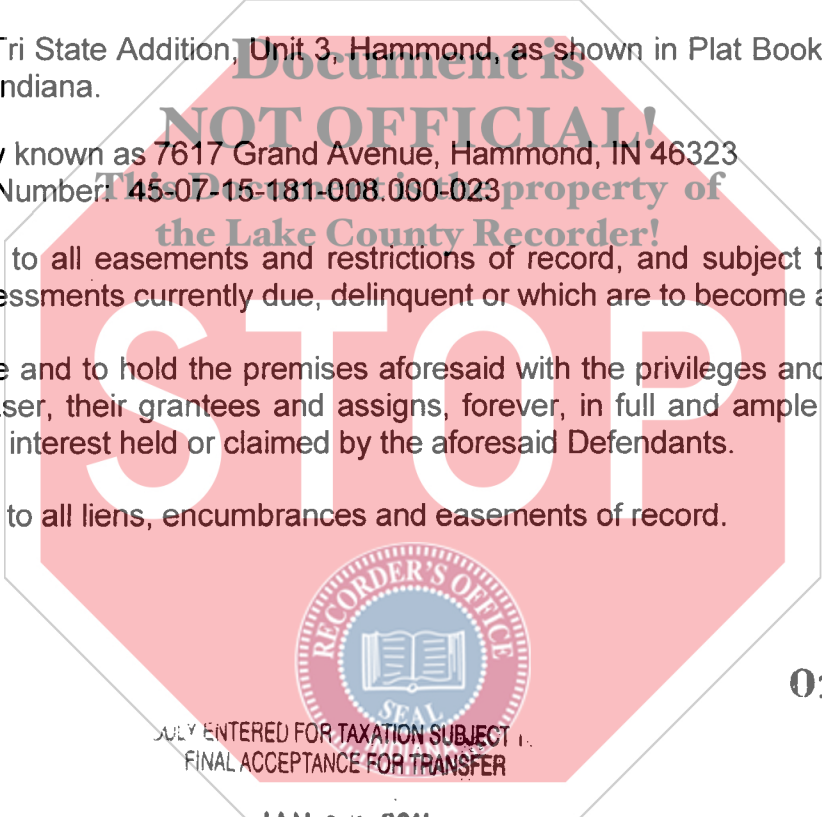 Tri State Addition, Unit 3, Hammond, as shown in Plat Book
Indiana.
Document is
NOT OFFICIAL!
This Document is the property of
the Lake County Recorder!
known as 7617 Grand Avenue, Hammond, IN 46323
Number: 45-07-15-181-008.000-023
to all easements and restrictions of record, and subject
essments currently due, delinquent or which are to become
and to hold the premises aforesaid with the privileges and
ser, their grantees and assigns, forever, in full and ample
interest held or claimed by the aforesaid Defendants.
to all liens, encumbrances and easements of record.
STOP
RECORDER'S OFFICE
SEAL
INDIANA
DULY ENTERED FOR TAXATION SUBJECT
FINAL ACCEPTANCE FOR TRANSFER
JAN